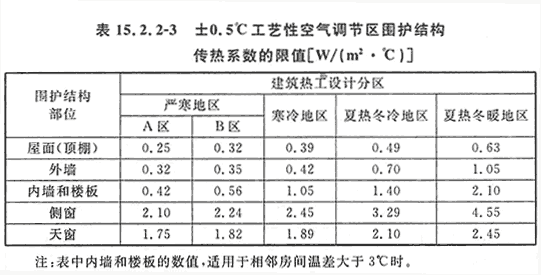 表 15.2.2-3 ±0.5℃工艺性空气调节区围护结构
传热系数的限值[W/(m²·℃)]
围护结构部位 建筑热工设计分区
严寒地区 寒冷地区 夏热冬冷地区 夏热冬暖地区
A区 B区
屋面(顶棚) 0.25 0.32 0.39 0.49 0.63
外墙 0.32 0.35 0.42 0.70 1.05
内墙和楼板 0.42 0.56 1.05 1.40 2.10
侧窗 2.10 2.24 2.45 3.29 4.55
天窗 1.75 1.82 1.89 2.10 2.45
注:表中内墙和楼板的数值,适用于相邻房间温差大于3℃时。